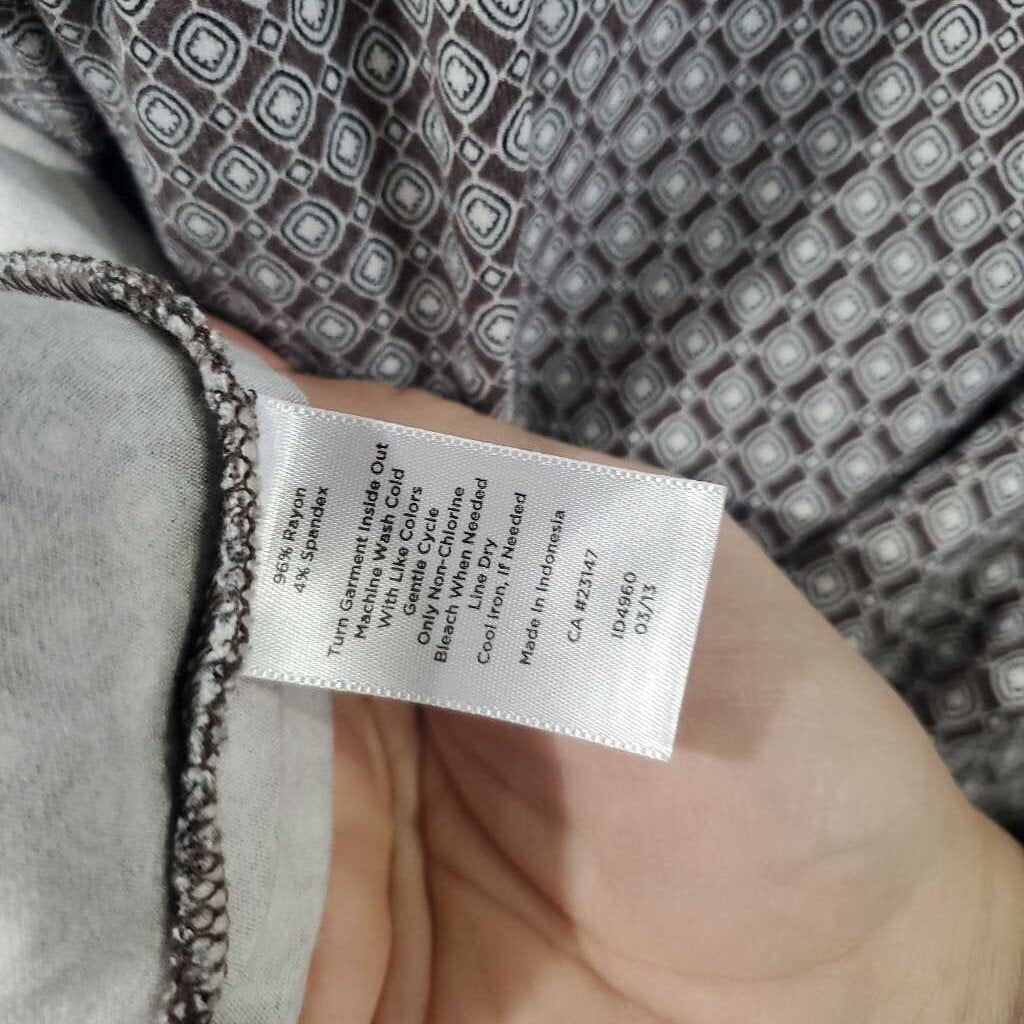 96% Rayon
4% Spandex
Turn Garment Inside Out
Machine Wash Cold
With Like Colors
Gentle Cycle
Only Non-Chlorine
Bleach When Needed
Line Dry
Cool Iron, If Needed
Made In Indonesia
CA #23147
ID4960
03/13